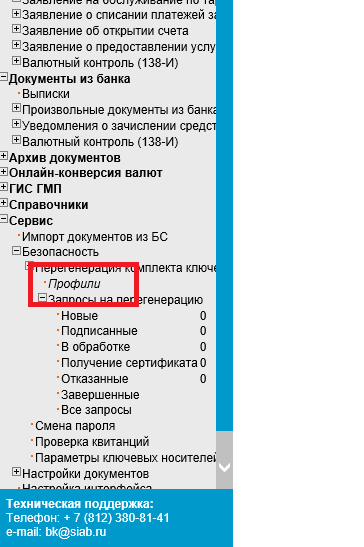 Заявление на обслуживание по та
Заявление о списании платежей за
Заявление об открытии счета
Заявление о предоставлении услу
Валютный контроль (138-И)
Документы из банка
Выписки
Произвольные документы из банка
Уведомления о зачислении средст
Валютный контроль (138-И)
Архив документов
Онлайн-конверсия валют
ГИС ГМП
Справочники
Сервис
Импорт документов из БС
Безопасность
Перегенерация комплекта ключе
Профили
Запросы на перегенерацию
Новые 0
Подписанные 0
В обработке 0
Получение сертификата 0
Отказанные 0
Завершенные
Все запросы
Смена пароля
Проверка квитанций
Параметры ключевых носителей
Настройки документов
Настройка интерфейса
Техническая поддержка:
Телефон: + 7 (812) 380-81-41
e-mail: bk@siab.ru